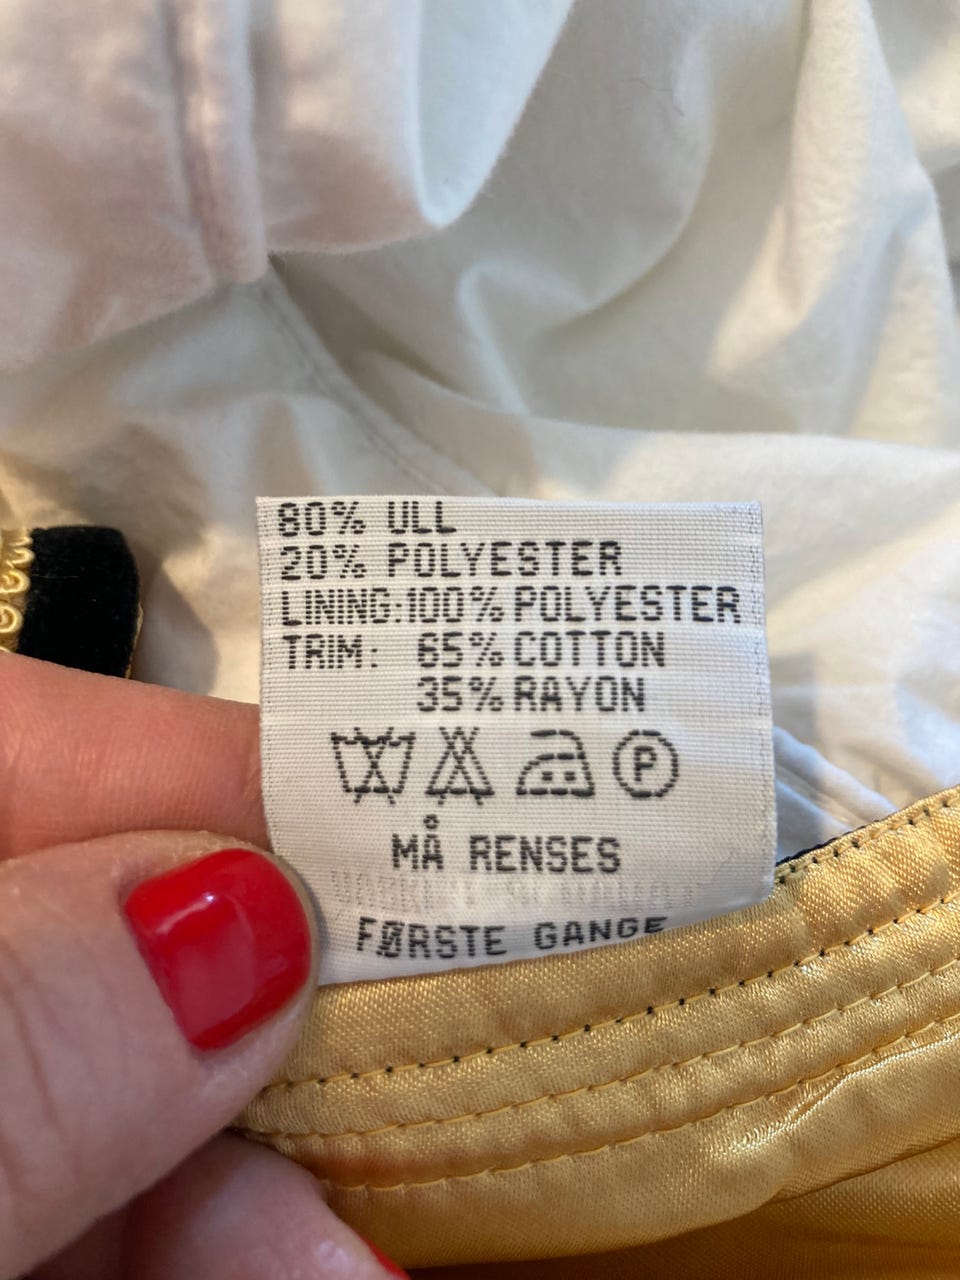 80% ULL
20% POLYESTER
LINING:100% POLYESTER
TRIM: 65% COTTON
35% RAYON
P
MÅ RENSES
FØRSTE GANGE